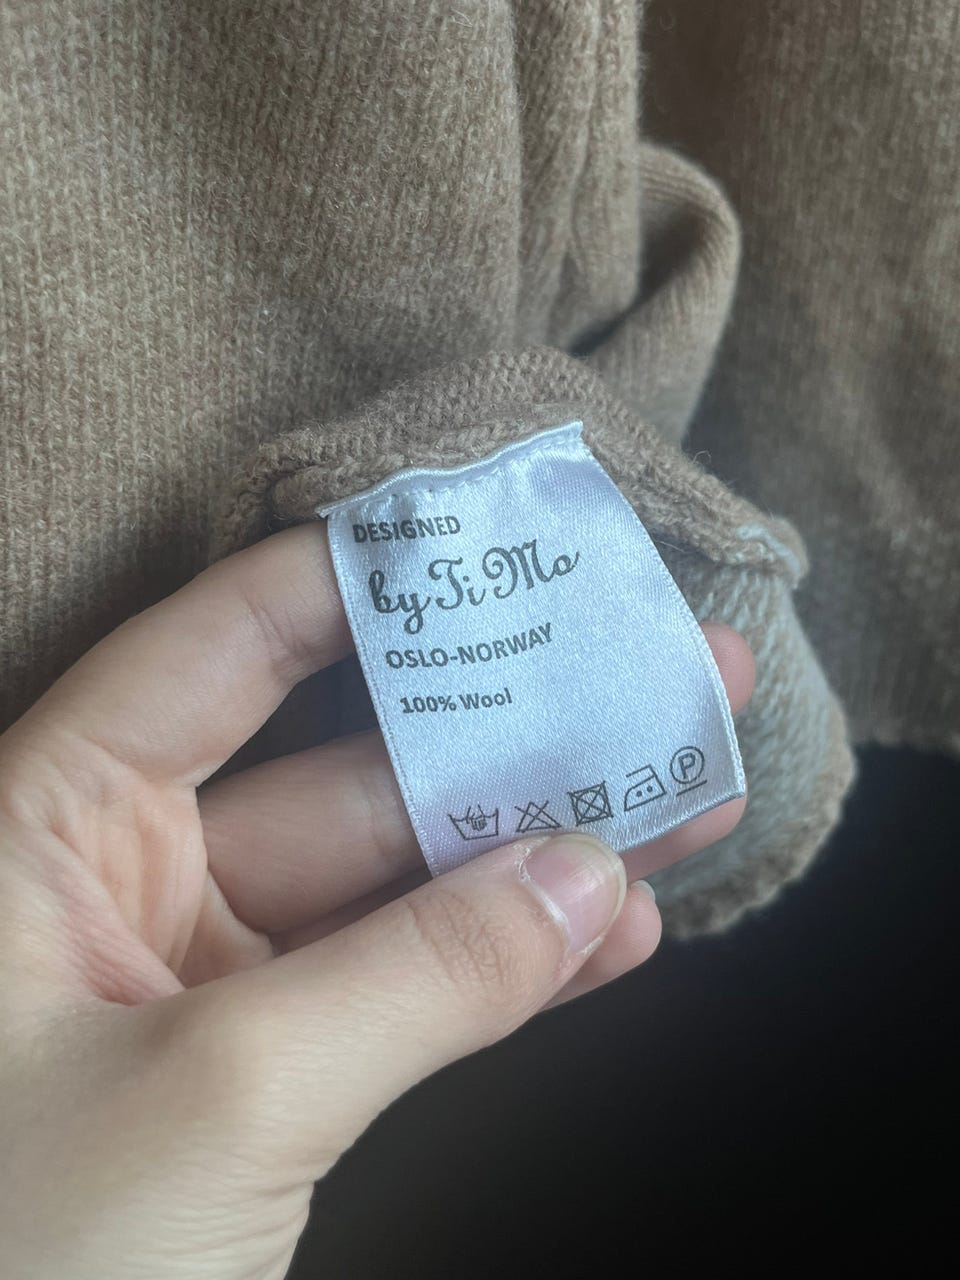 DESIGNED
by Ti Mo
OSLO-NORWAY
100% Wool
P